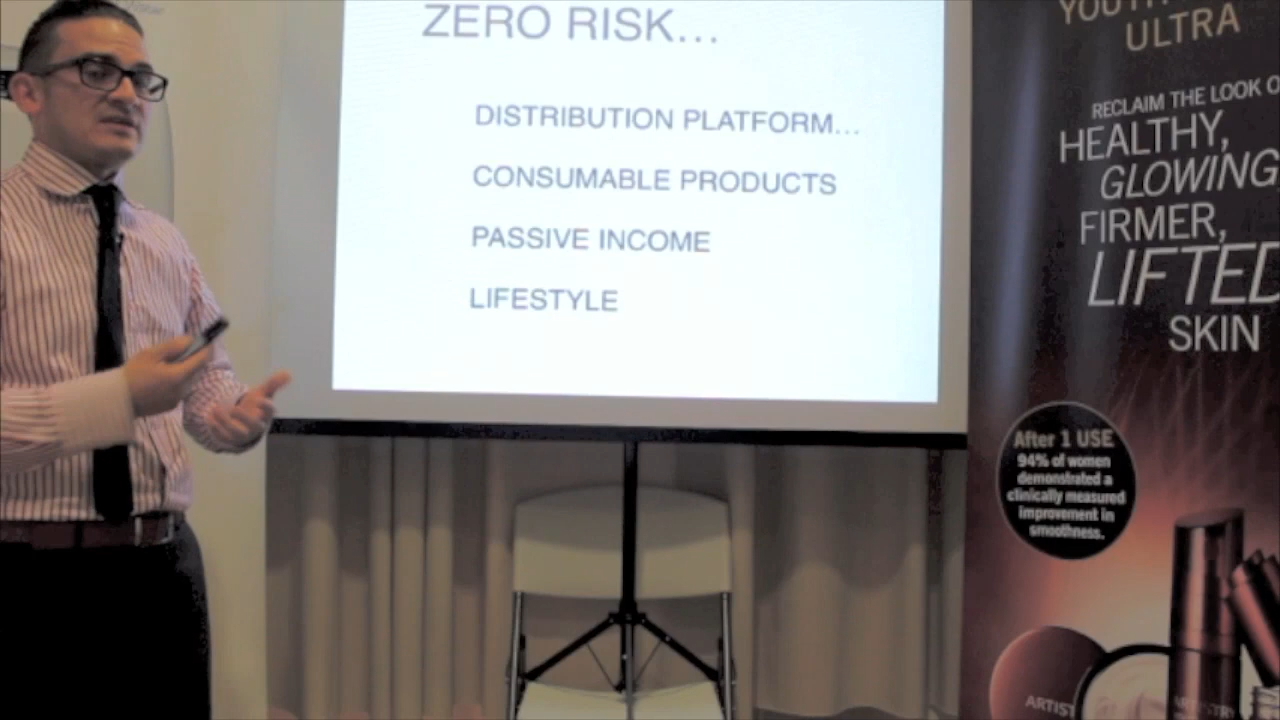 ZERO RISK...
DISTRIBUTION PLATFORM...
CONSUMABLE PRODUCTS
PASSIVE INCOME
LIFESTYLE
ULTRA
RECLAIM THE LOOK
HEALTHY,
GLOWING
FIRMER,
LIFTED
SKIN
After 1 USE
94% of women
demonstrated a
clinically measured
improvement in
smoothness.